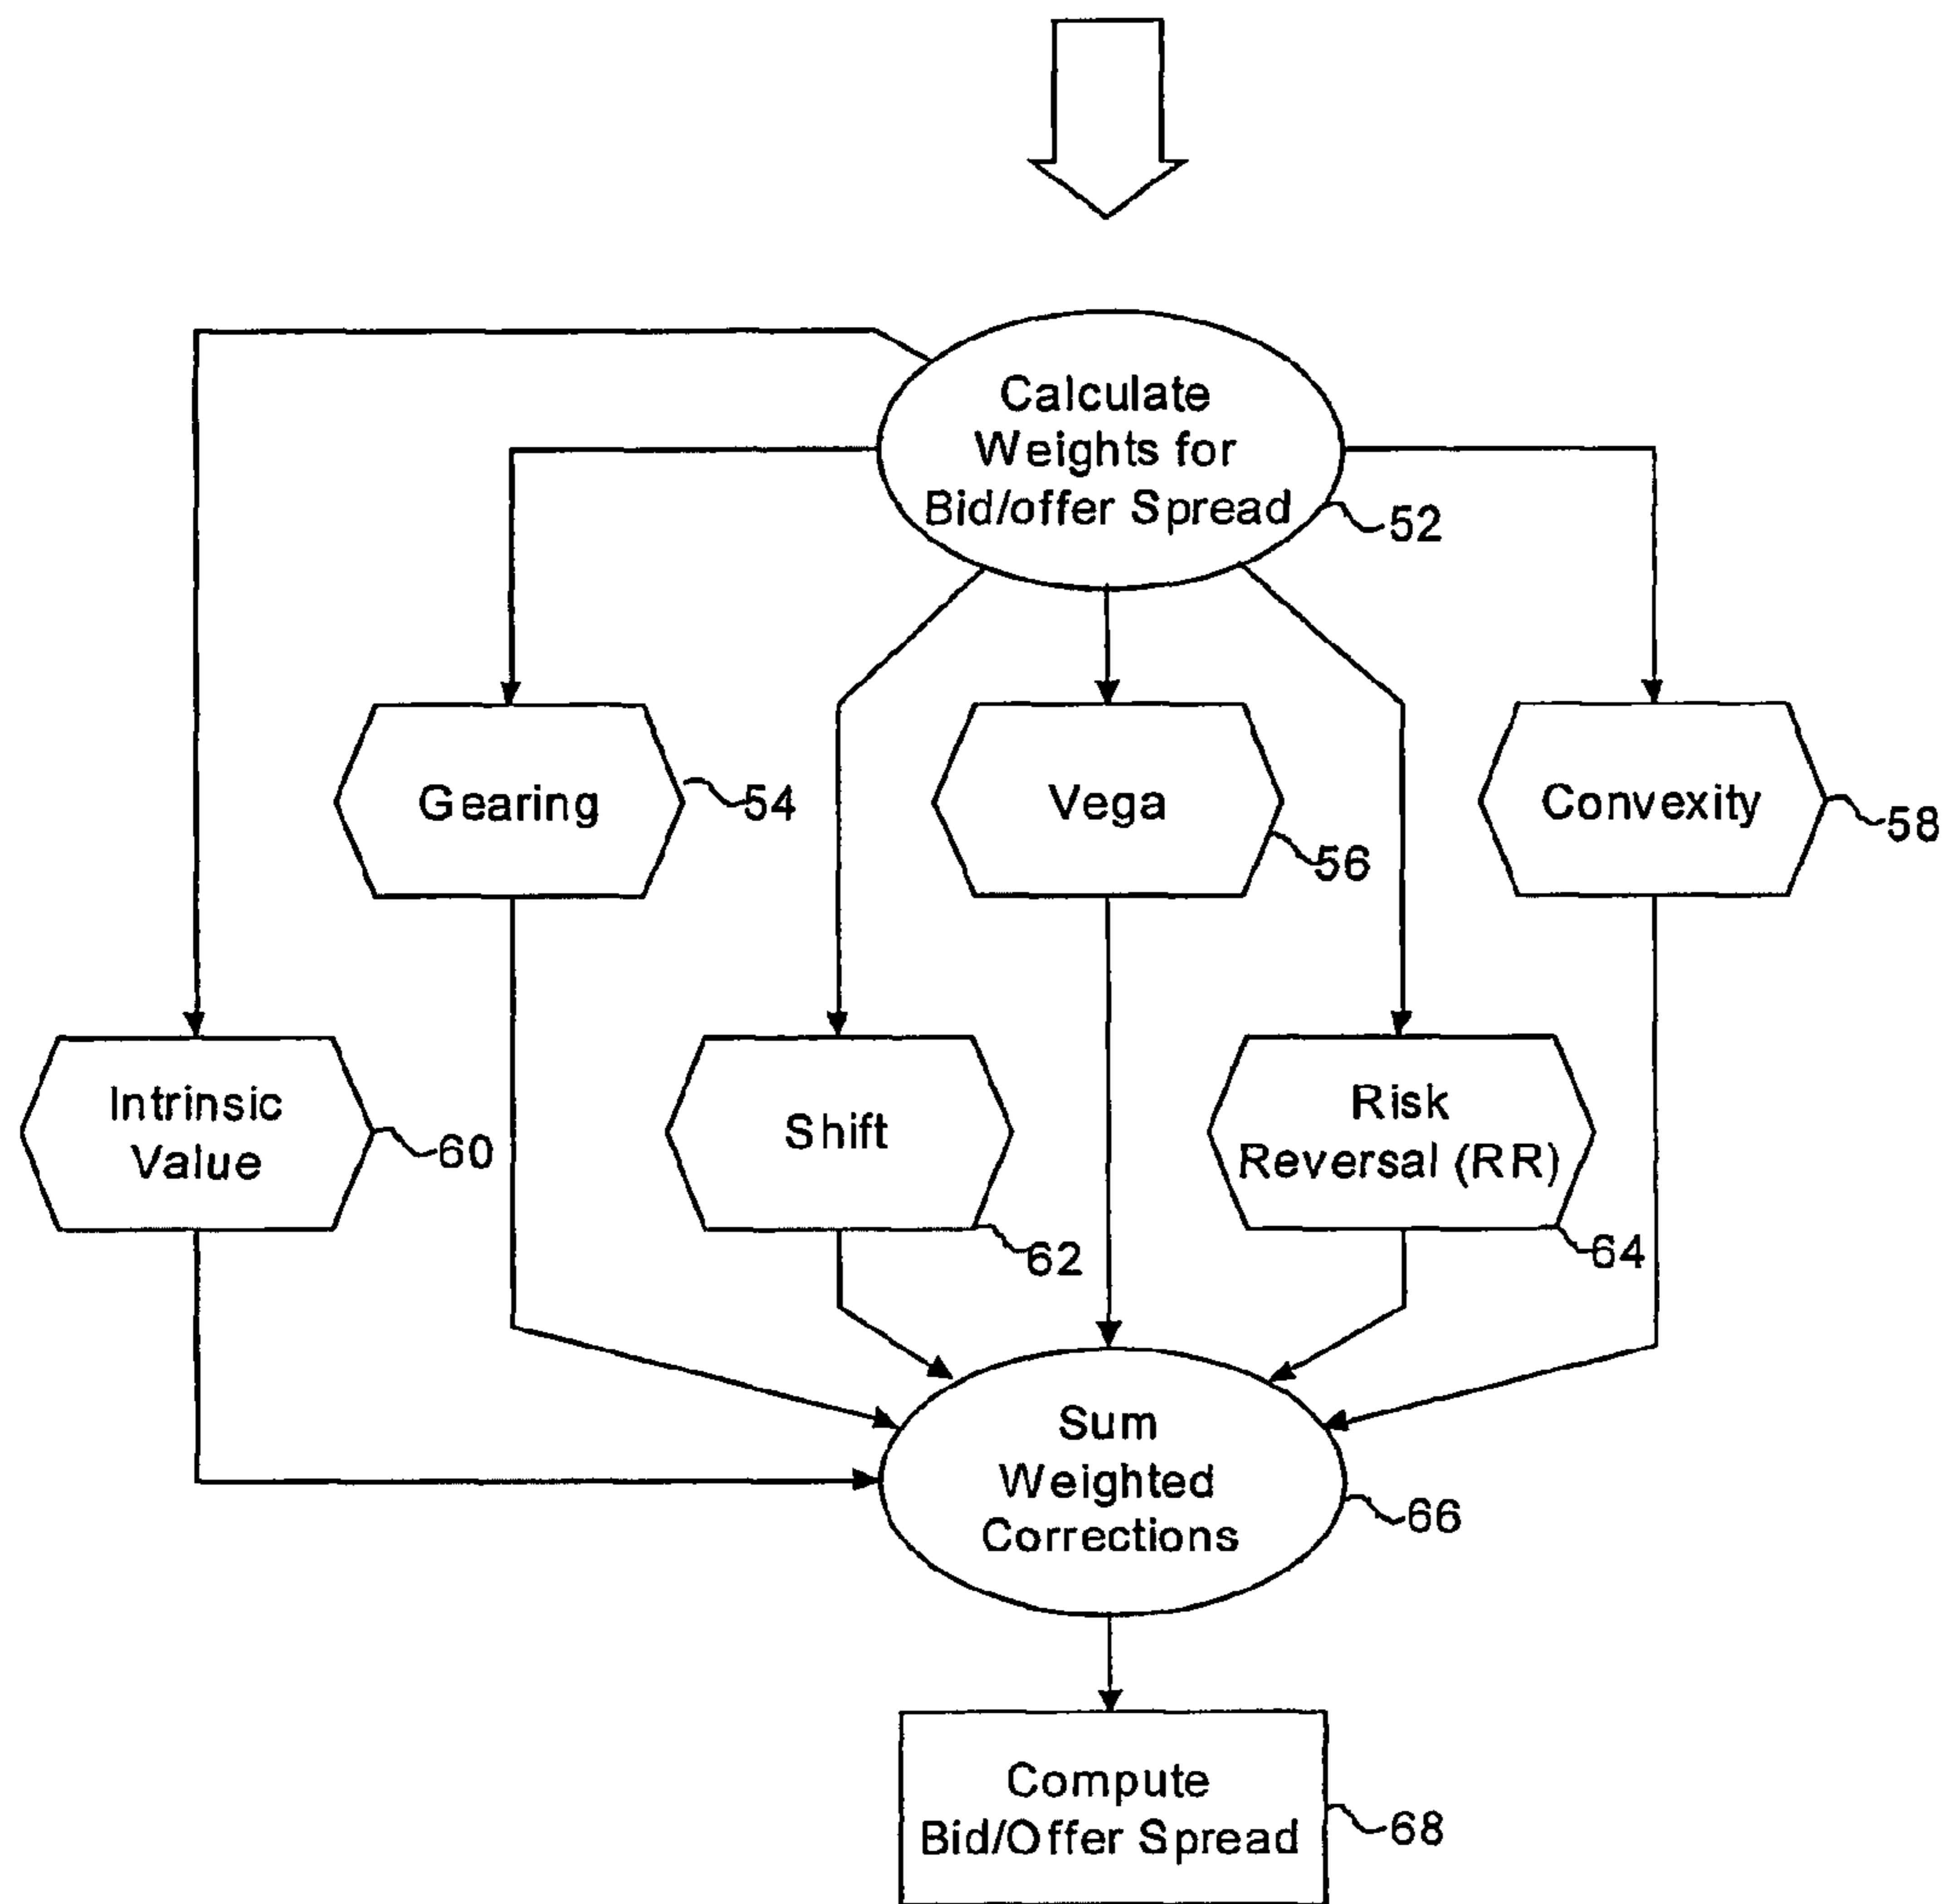 Calculate
Weights for
Bid/offer Spread
52
Gearing
54
Vega
56
Convexity
58
Intrinsic
Value
60
Shift
62
Risk
Reversal (RR)
64
Sum
Weighted
Corrections
66
Compute
Bid/Offer Spread
68